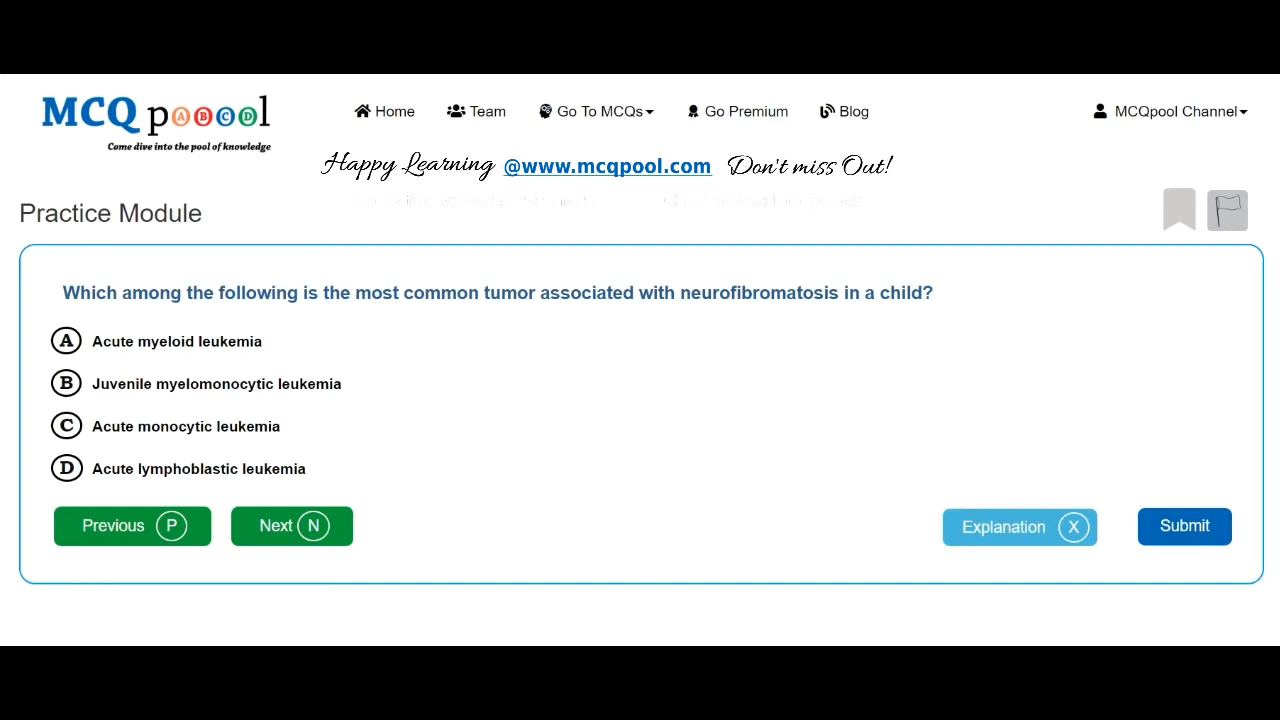 MCQ pooool
Come dive into the pool of knowledge
Home Team Go To MCQs Go Premium Blog MCQpool Channel
Happy Learning @www.mcqpool.com Don't miss Out!
Practice Module
Which among the following is the most common tumor associated with neurofibromatosis in a child?
A Acute myeloid leukemia
B Juvenile myelomonocytic leukemia
C Acute monocytic leukemia
D Acute lymphoblastic leukemia
Previous P Next N Explanation X Submit